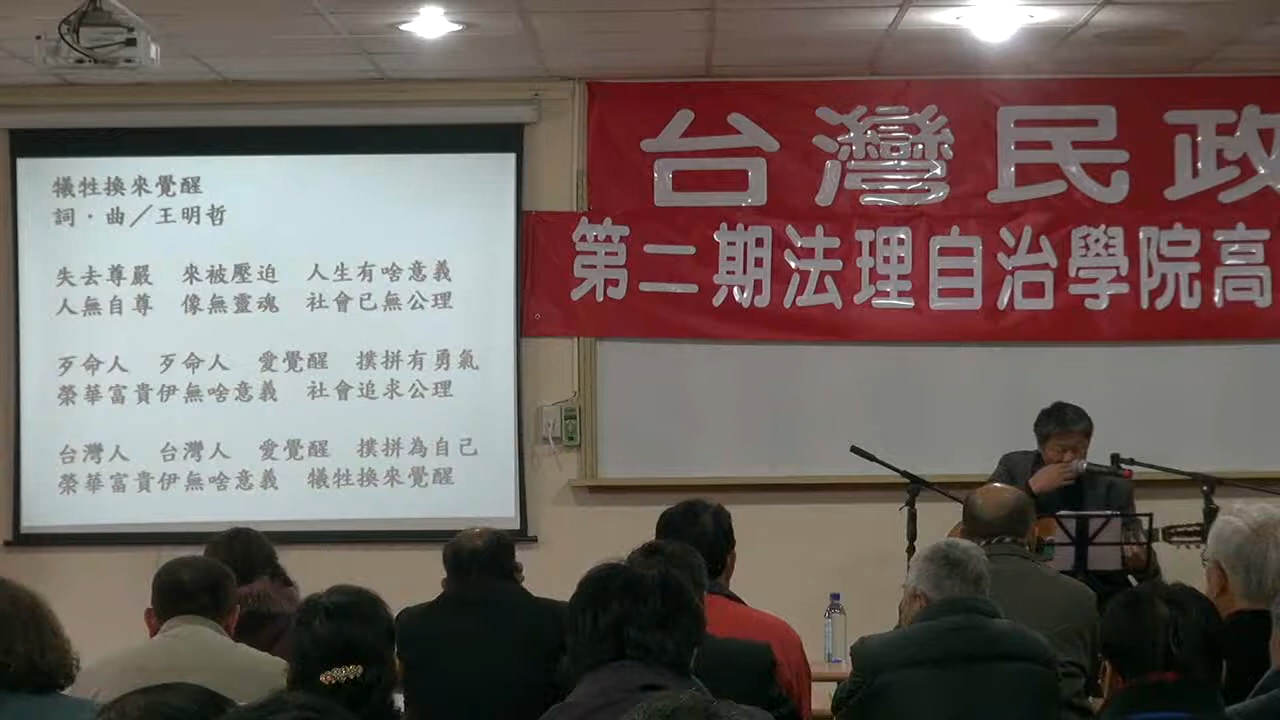 犧牲換來覺醒
詞・曲／王明哲
失去尊嚴　來被壓迫　人生有啥意義
人無自尊　像無靈魂　社會已無公理
歹命人　歹命人　愛覺醒　撲拼有勇氣
榮華富貴伊無啥意義　社會追求公理
台灣人　台灣人　愛覺醒　撲拼為自己
榮華富貴伊無啥意義　犧牲換來覺醒
台灣民政
第二期法理自治學院高